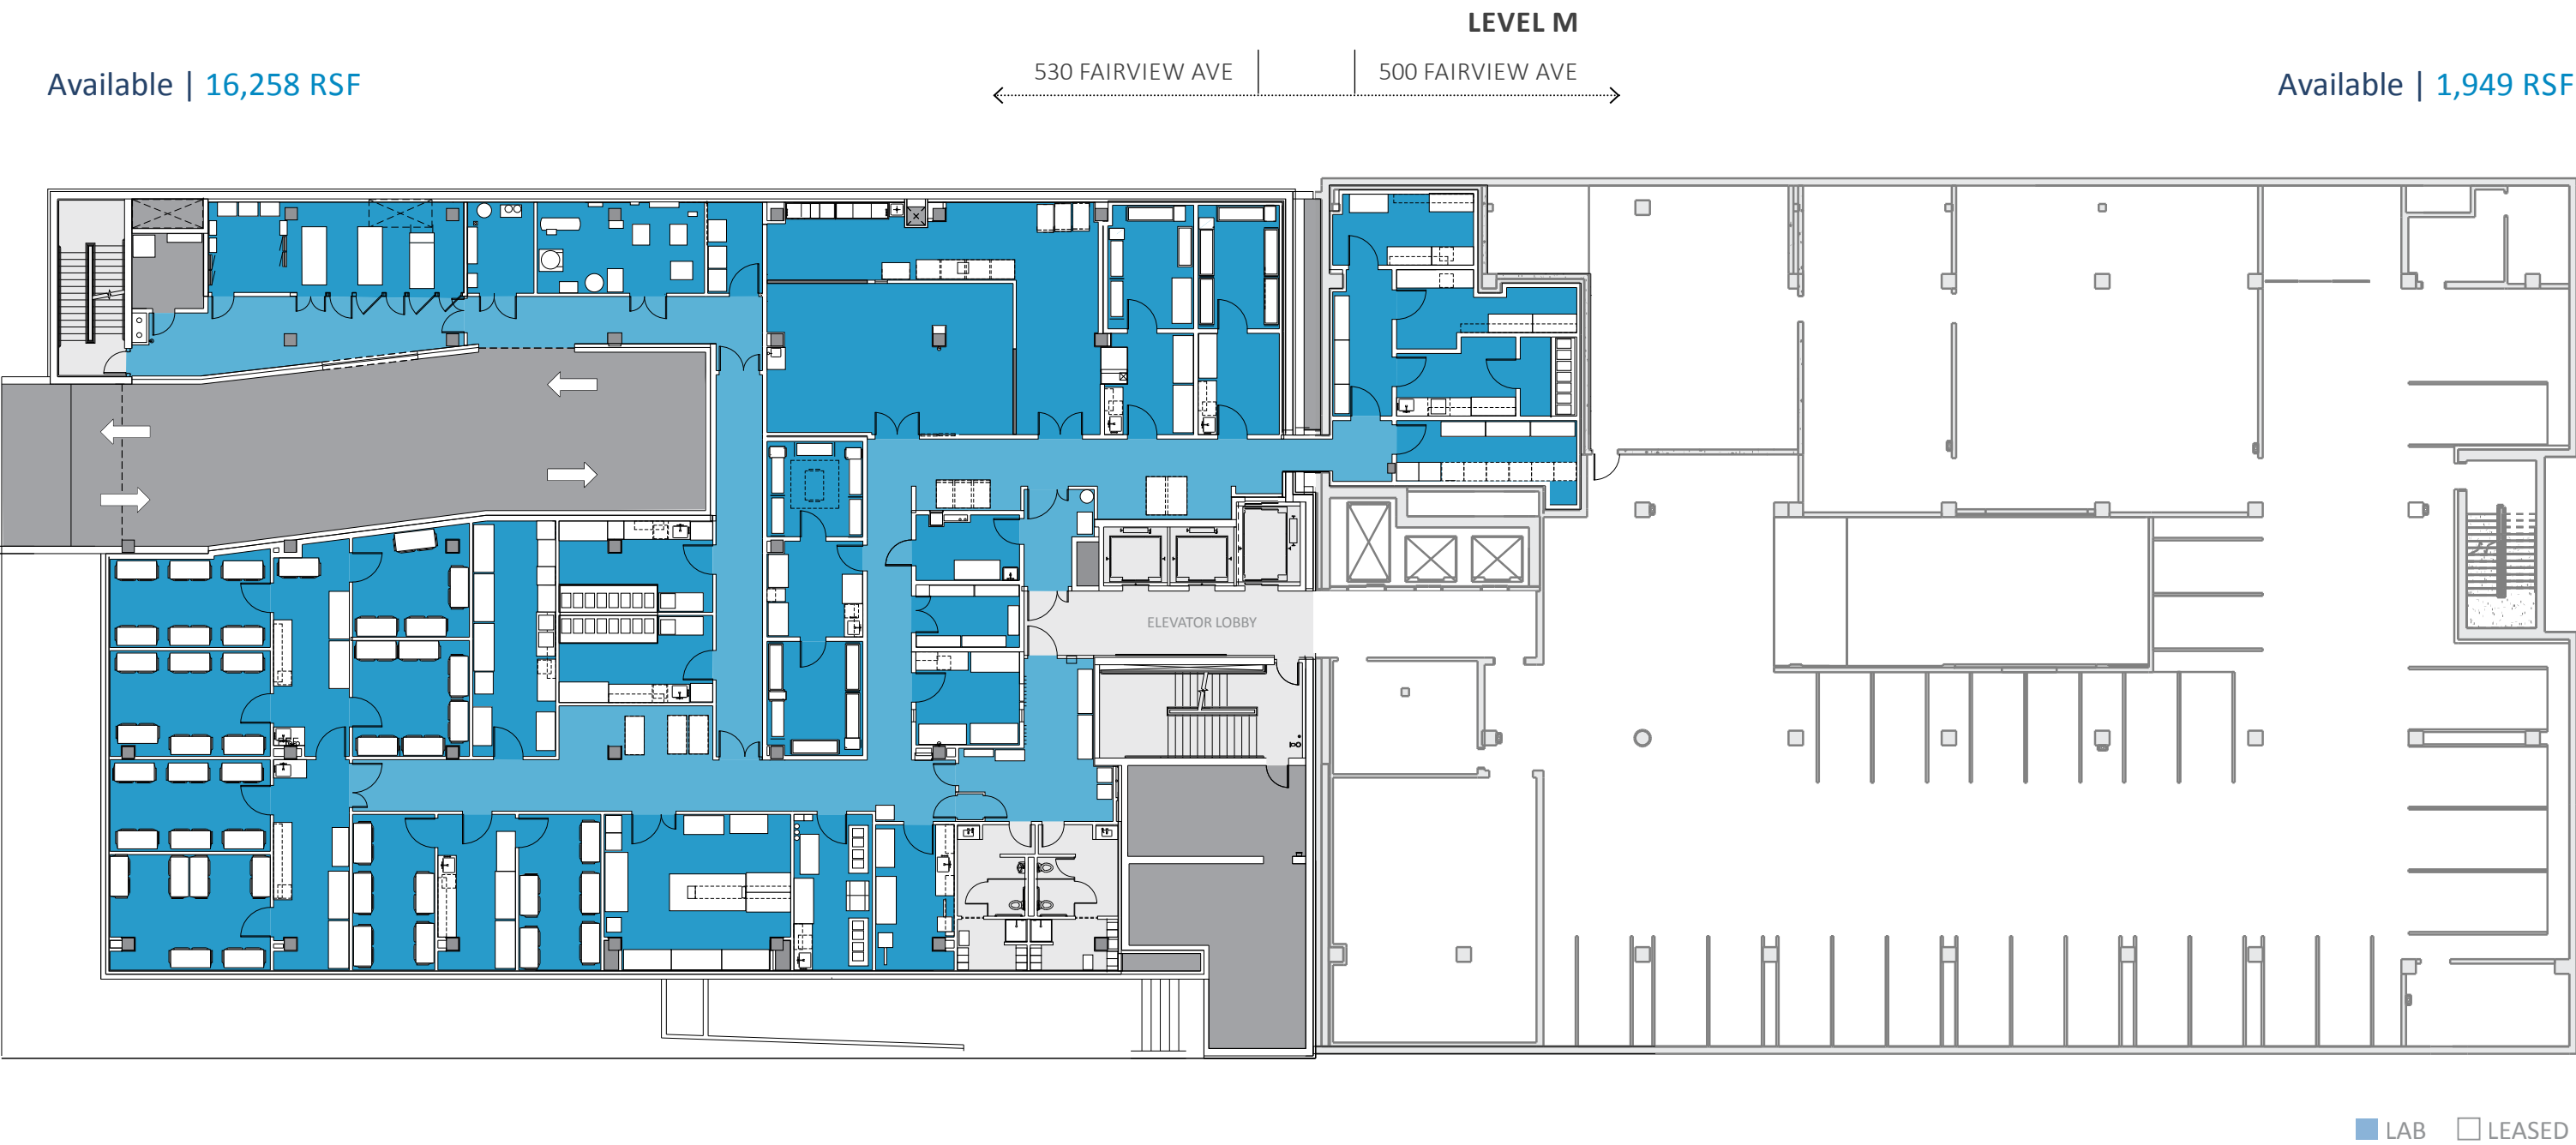 LEVEL M
530 FAIRVIEW AVE 500 FAIRVIEW AVE
Available | 16,258 RSF
Available | 1,949 RSF
ELEVATOR LOBBY
LAB LEASED